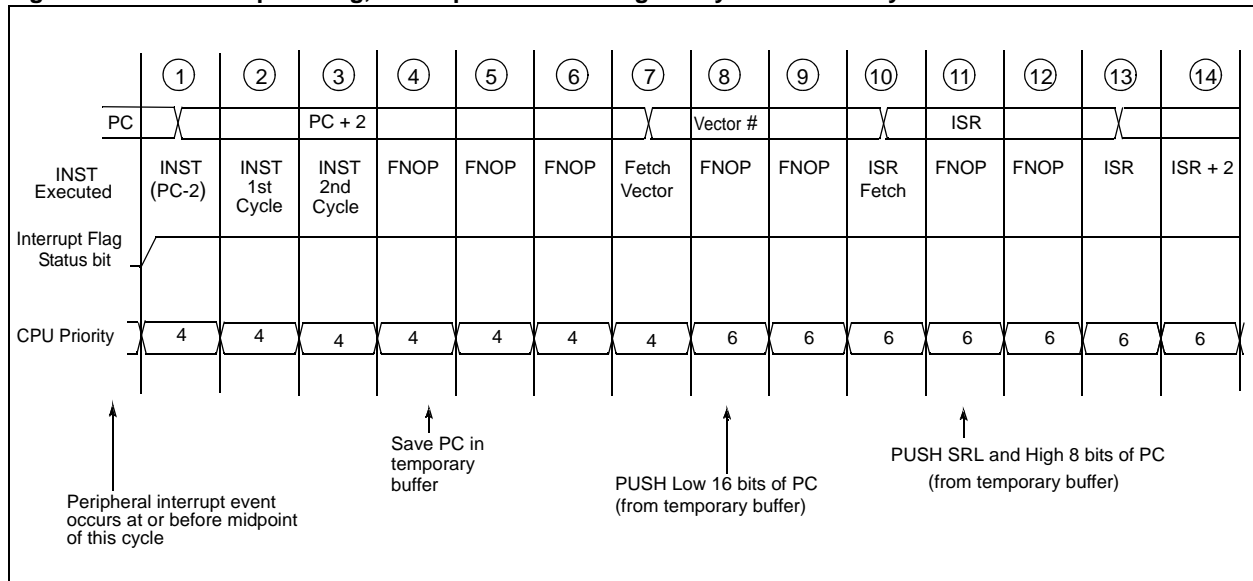 1 2 3 4 5 6 7 8 9 10 11 12 13 14
PC PC + 2 Vector # ISR
INST Executed
INST (PC-2)
INST 1st Cycle
INST 2nd Cycle
FNOP
FNOP
FNOP
Fetch Vector
FNOP
FNOP
ISR Fetch
FNOP
FNOP
ISR
ISR + 2
Interrupt Flag
Status bit
CPU Priority 4 4 4 4 4 4 4 6 6 6 6 6 6 6
Save PC in
temporary
buffer
PUSH SRL and High 8 bits of PC
(from temporary buffer)
PUSH Low 16 bits of PC
(from temporary buffer)
Peripheral interrupt event
occurs at or before midpoint
of this cycle